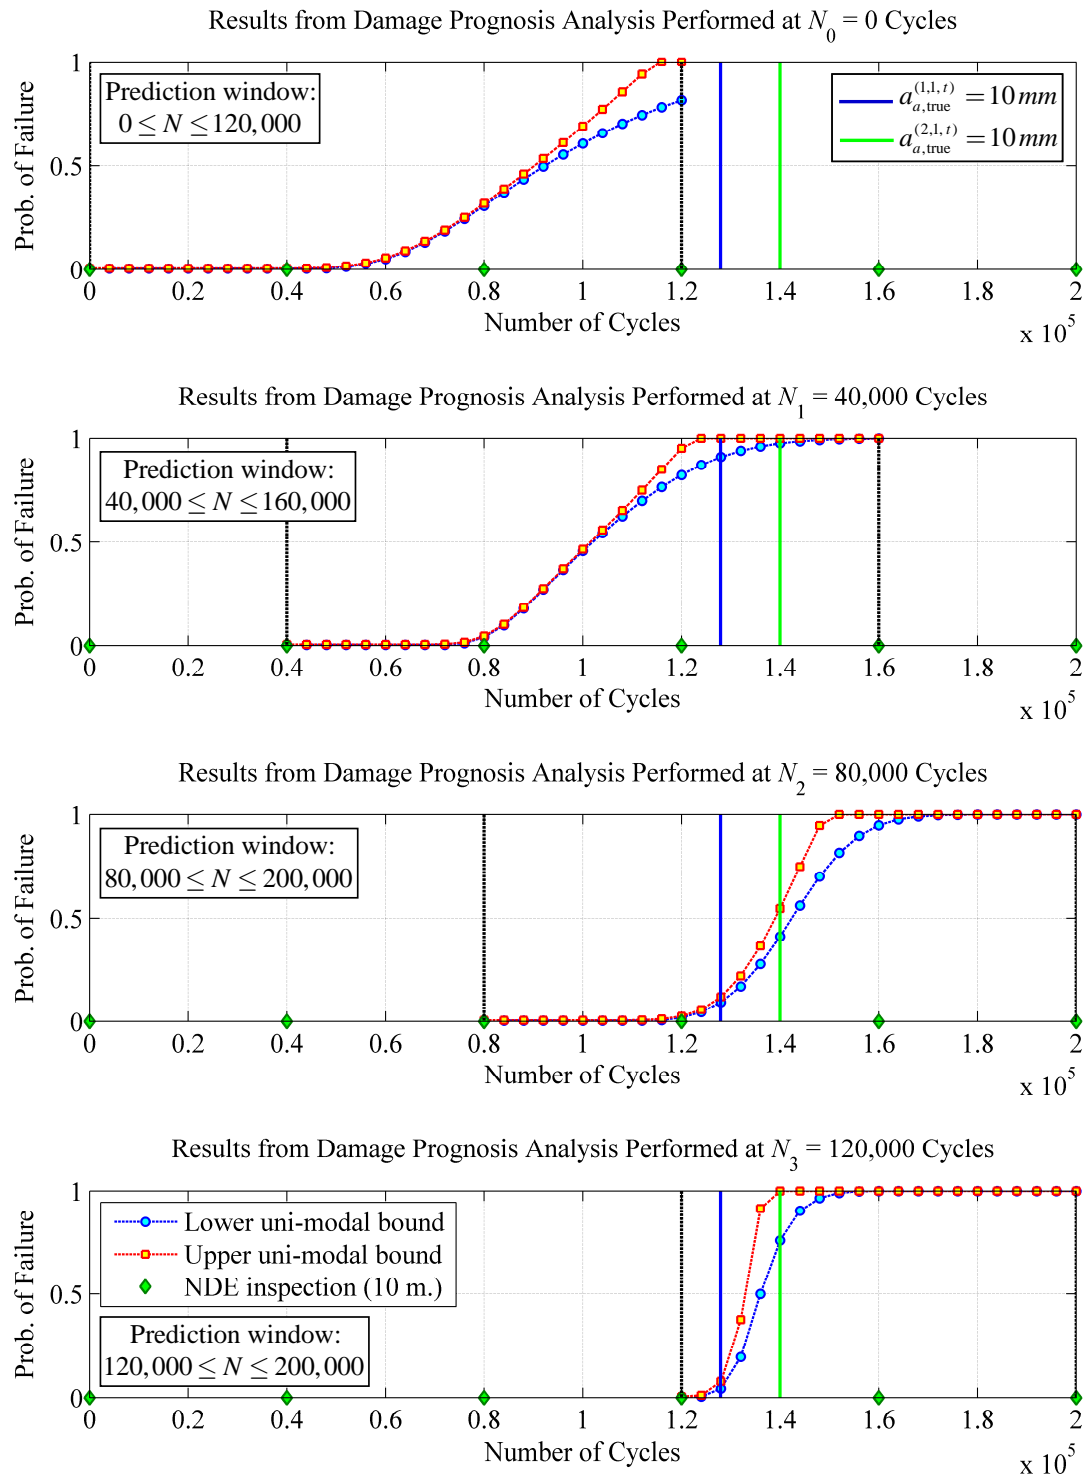 Results from Damage Prognosis Analysis Performed at N₀ = 0 Cycles
Prob. of Failure
1
0.5
0
Prediction window:
0 ≤ N ≤ 120,000
a_{a,true}^{(1,1,t)} = 10 mm
a_{a,true}^{(2,1,t)} = 10 mm
0 0.2 0.4 0.6 0.8 1 1.2 1.4 1.6 1.8 2
Number of Cycles
x 10⁵
Results from Damage Prognosis Analysis Performed at N₁ = 40,000 Cycles
Prob. of Failure
1
0.5
0
Prediction window:
40,000 ≤ N ≤ 160,000
0 0.2 0.4 0.6 0.8 1 1.2 1.4 1.6 1.8 2
Number of Cycles
x 10⁵
Results from Damage Prognosis Analysis Performed at N₂ = 80,000 Cycles
Prob. of Failure
1
0.5
0
Prediction window:
80,000 ≤ N ≤ 200,000
0 0.2 0.4 0.6 0.8 1 1.2 1.4 1.6 1.8 2
Number of Cycles
x 10⁵
Results from Damage Prognosis Analysis Performed at N₃ = 120,000 Cycles
Prob. of Failure
1
0.5
0
Lower uni-modal bound
Upper uni-modal bound
NDE inspection (10 m.)
Prediction window:
120,000 ≤ N ≤ 200,000
0 0.2 0.4 0.6 0.8 1 1.2 1.4 1.6 1.8 2
Number of Cycles
x 10⁵